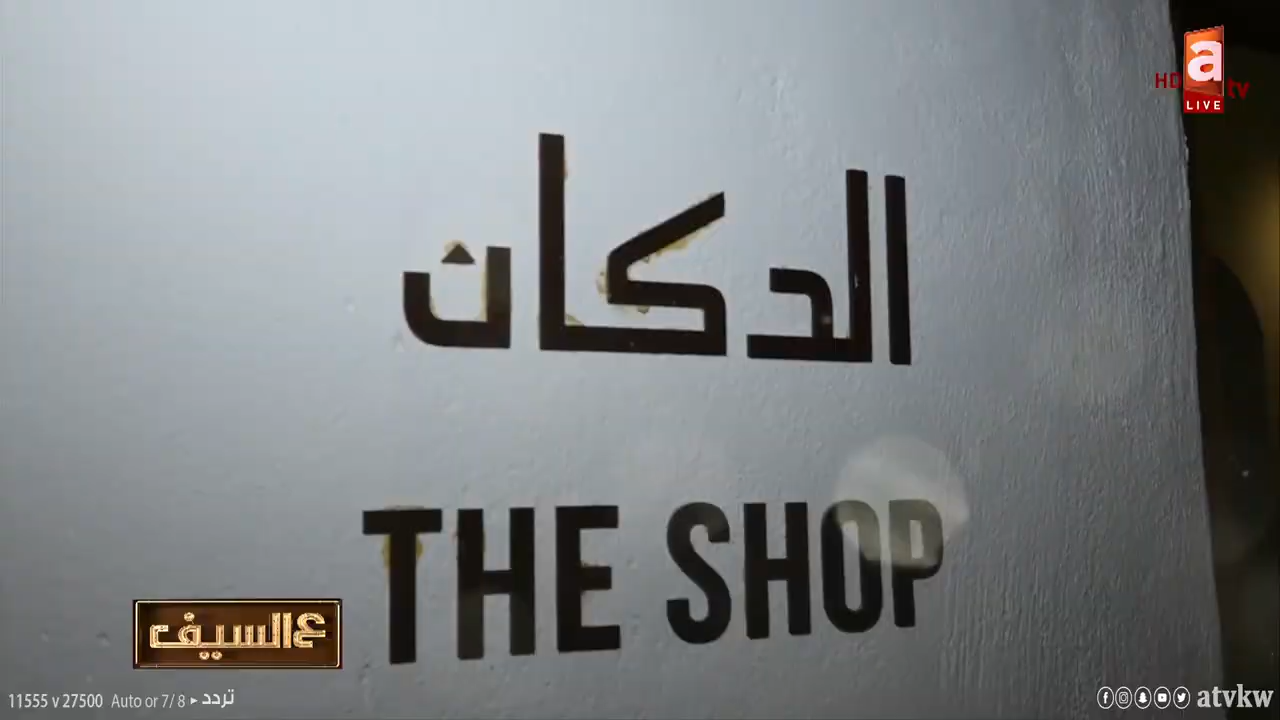 HD a tv
LIVE
الدكان
THE SHOP
عالسيف
11555 v 27500 Auto or 7/8 ▸ تردد
atvkw